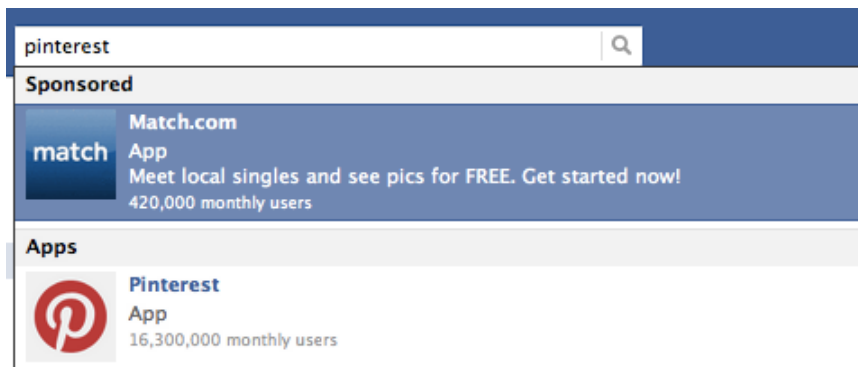 pinterest
Sponsored
match
Match.com
App
Meet local singles and see pics for FREE. Get started now!
420,000 monthly users
Apps
Pinterest
App
16,300,000 monthly users